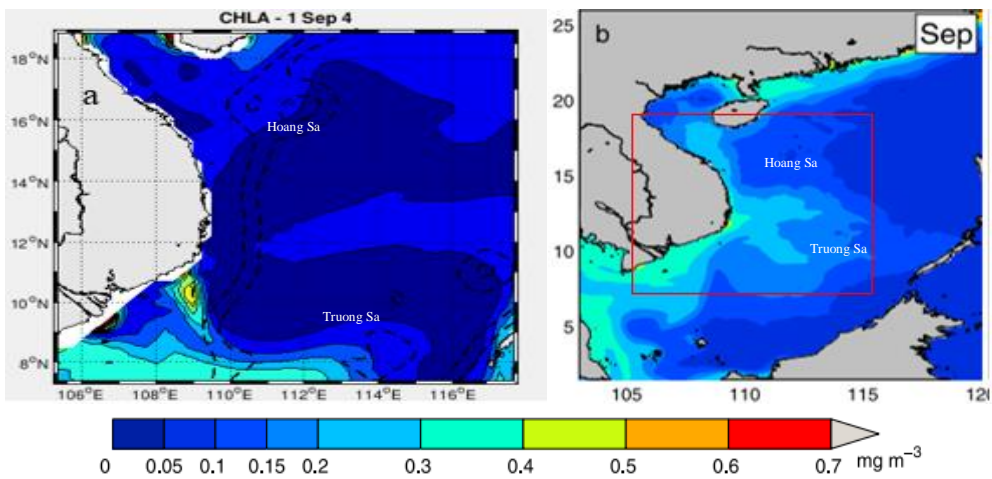 CHLA - 1 Sep 4
a
Hoang Sa
Truong Sa
18°N
16°N
14°N
12°N
10°N
8°N
106°E 108°E 110°E 112°E 114°E 116°E
b
Sep
Hoang Sa
Truong Sa
25
20
15
10
5
105 110 115 120
0 0.05 0.1 0.15 0.2 0.3 0.4 0.5 0.6 0.7 mg m⁻³